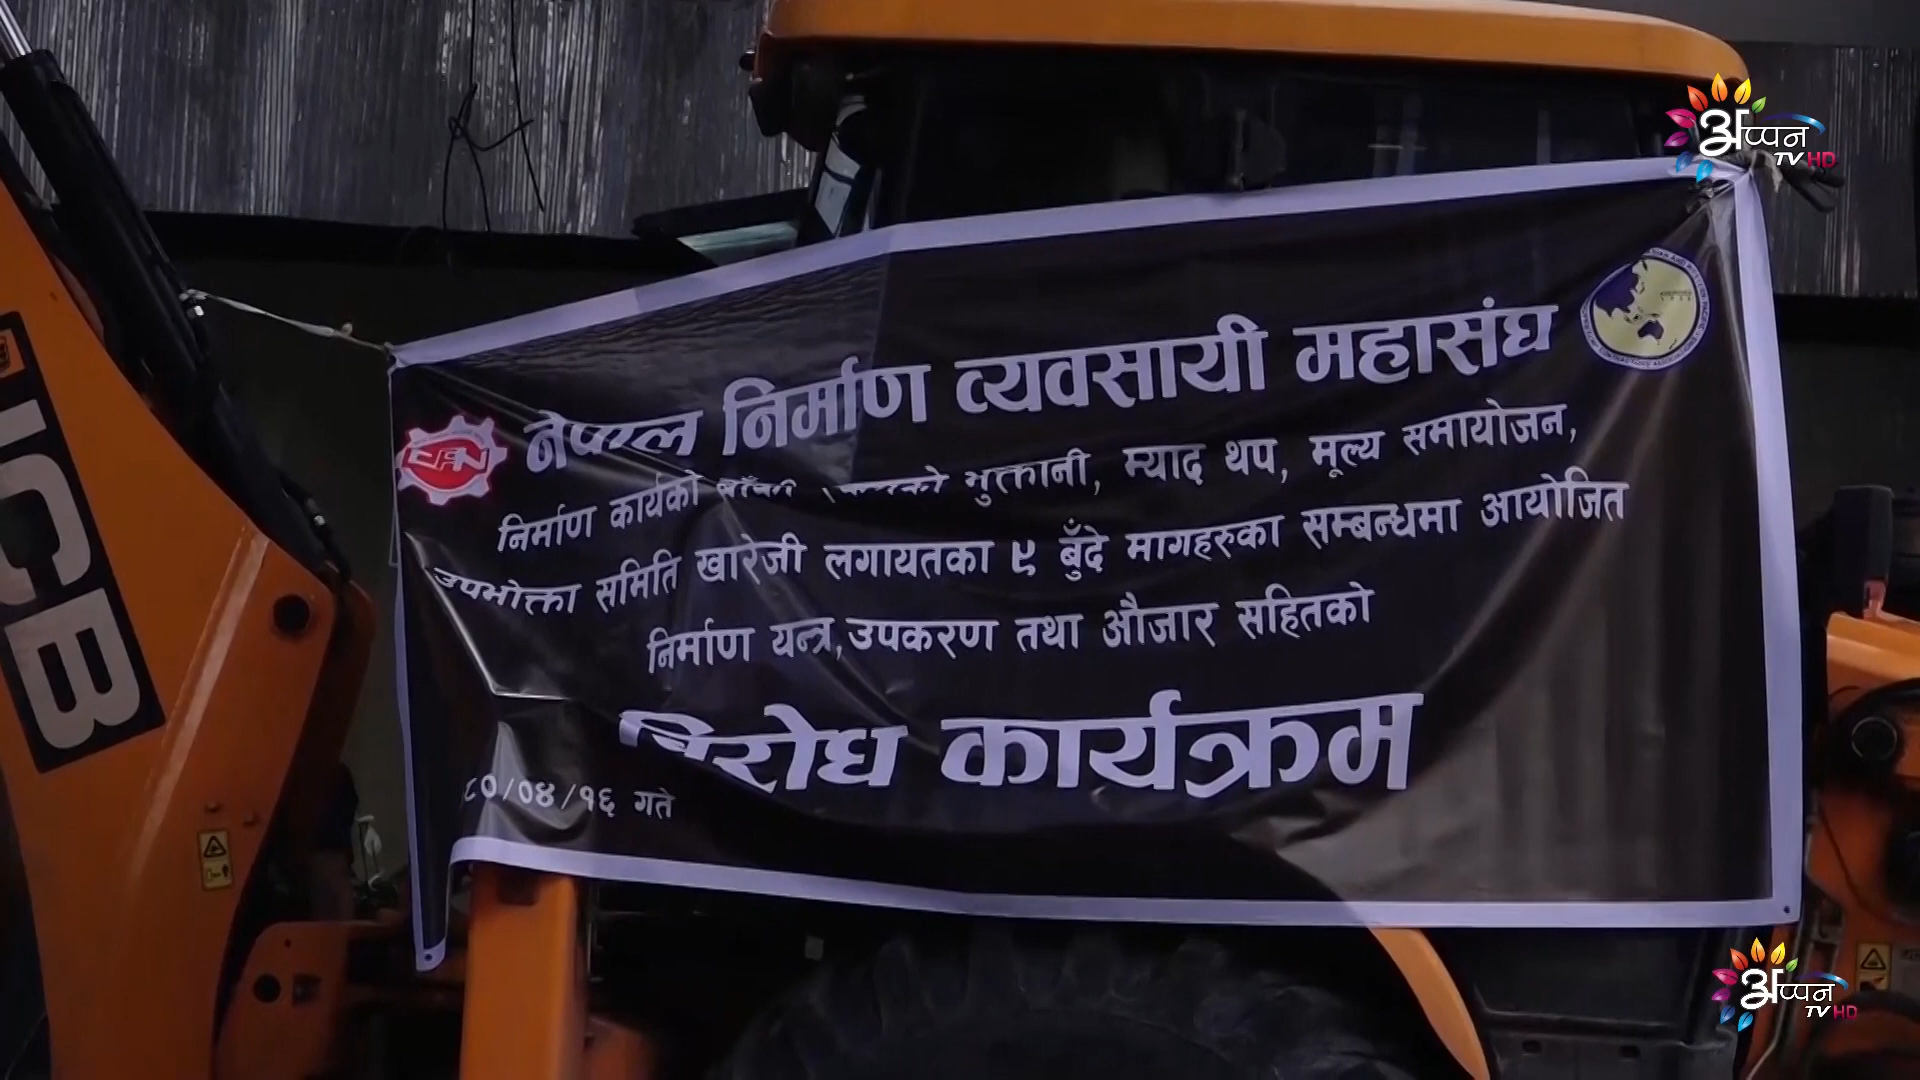 अप्पन
TV HD
नेपाल निर्माण व्यवसायी महासंघ
CAN
निर्माण कार्यको भुक्तानी, म्याद थप, मूल्य समायोजन,
उपभोक्ता समिति खारेजी लगायतका ९ बुँदे मागहरुका सम्बन्धमा आयोजित
निर्माण यन्त्र,उपकरण तथा औजार सहितको
विरोध कार्यक्रम
८०/०४/१६ गते
JCB
अप्पन
TV HD